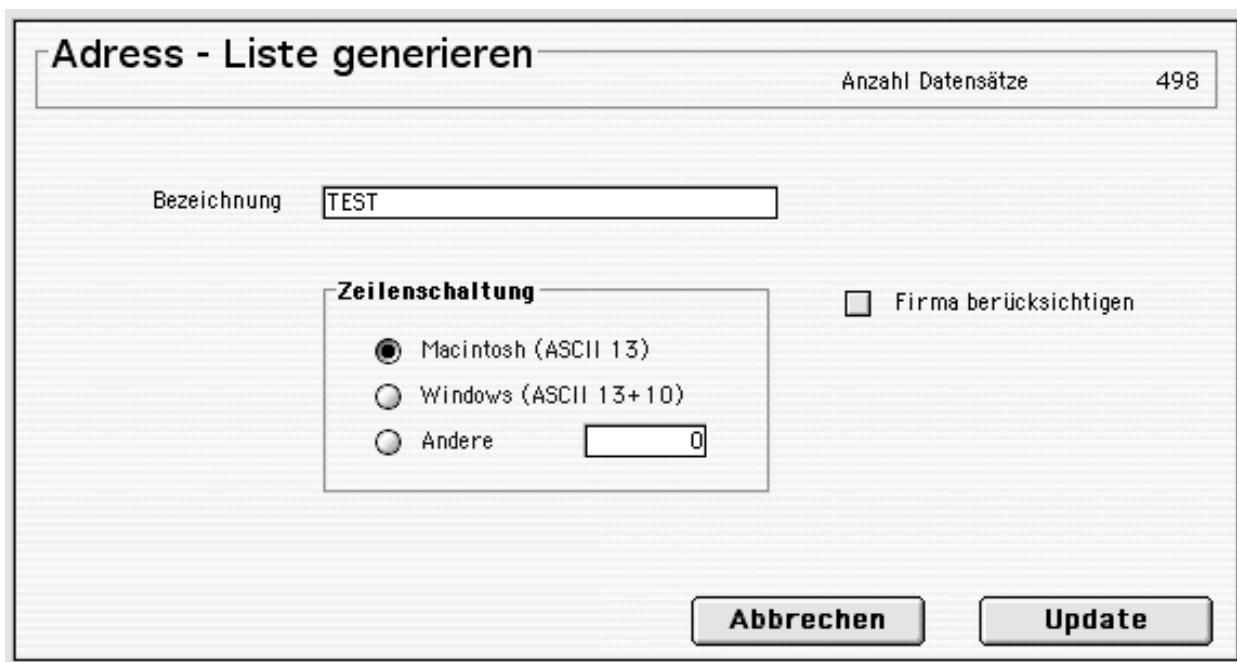 Adress - Liste generieren
Anzahl Datensätze 498
Bezeichnung TEST
Zeilenschaltung
Firma berücksichtigen
Macintosh (ASCII 13)
Windows (ASCII 13+10)
Andere 0
Abbrechen Update